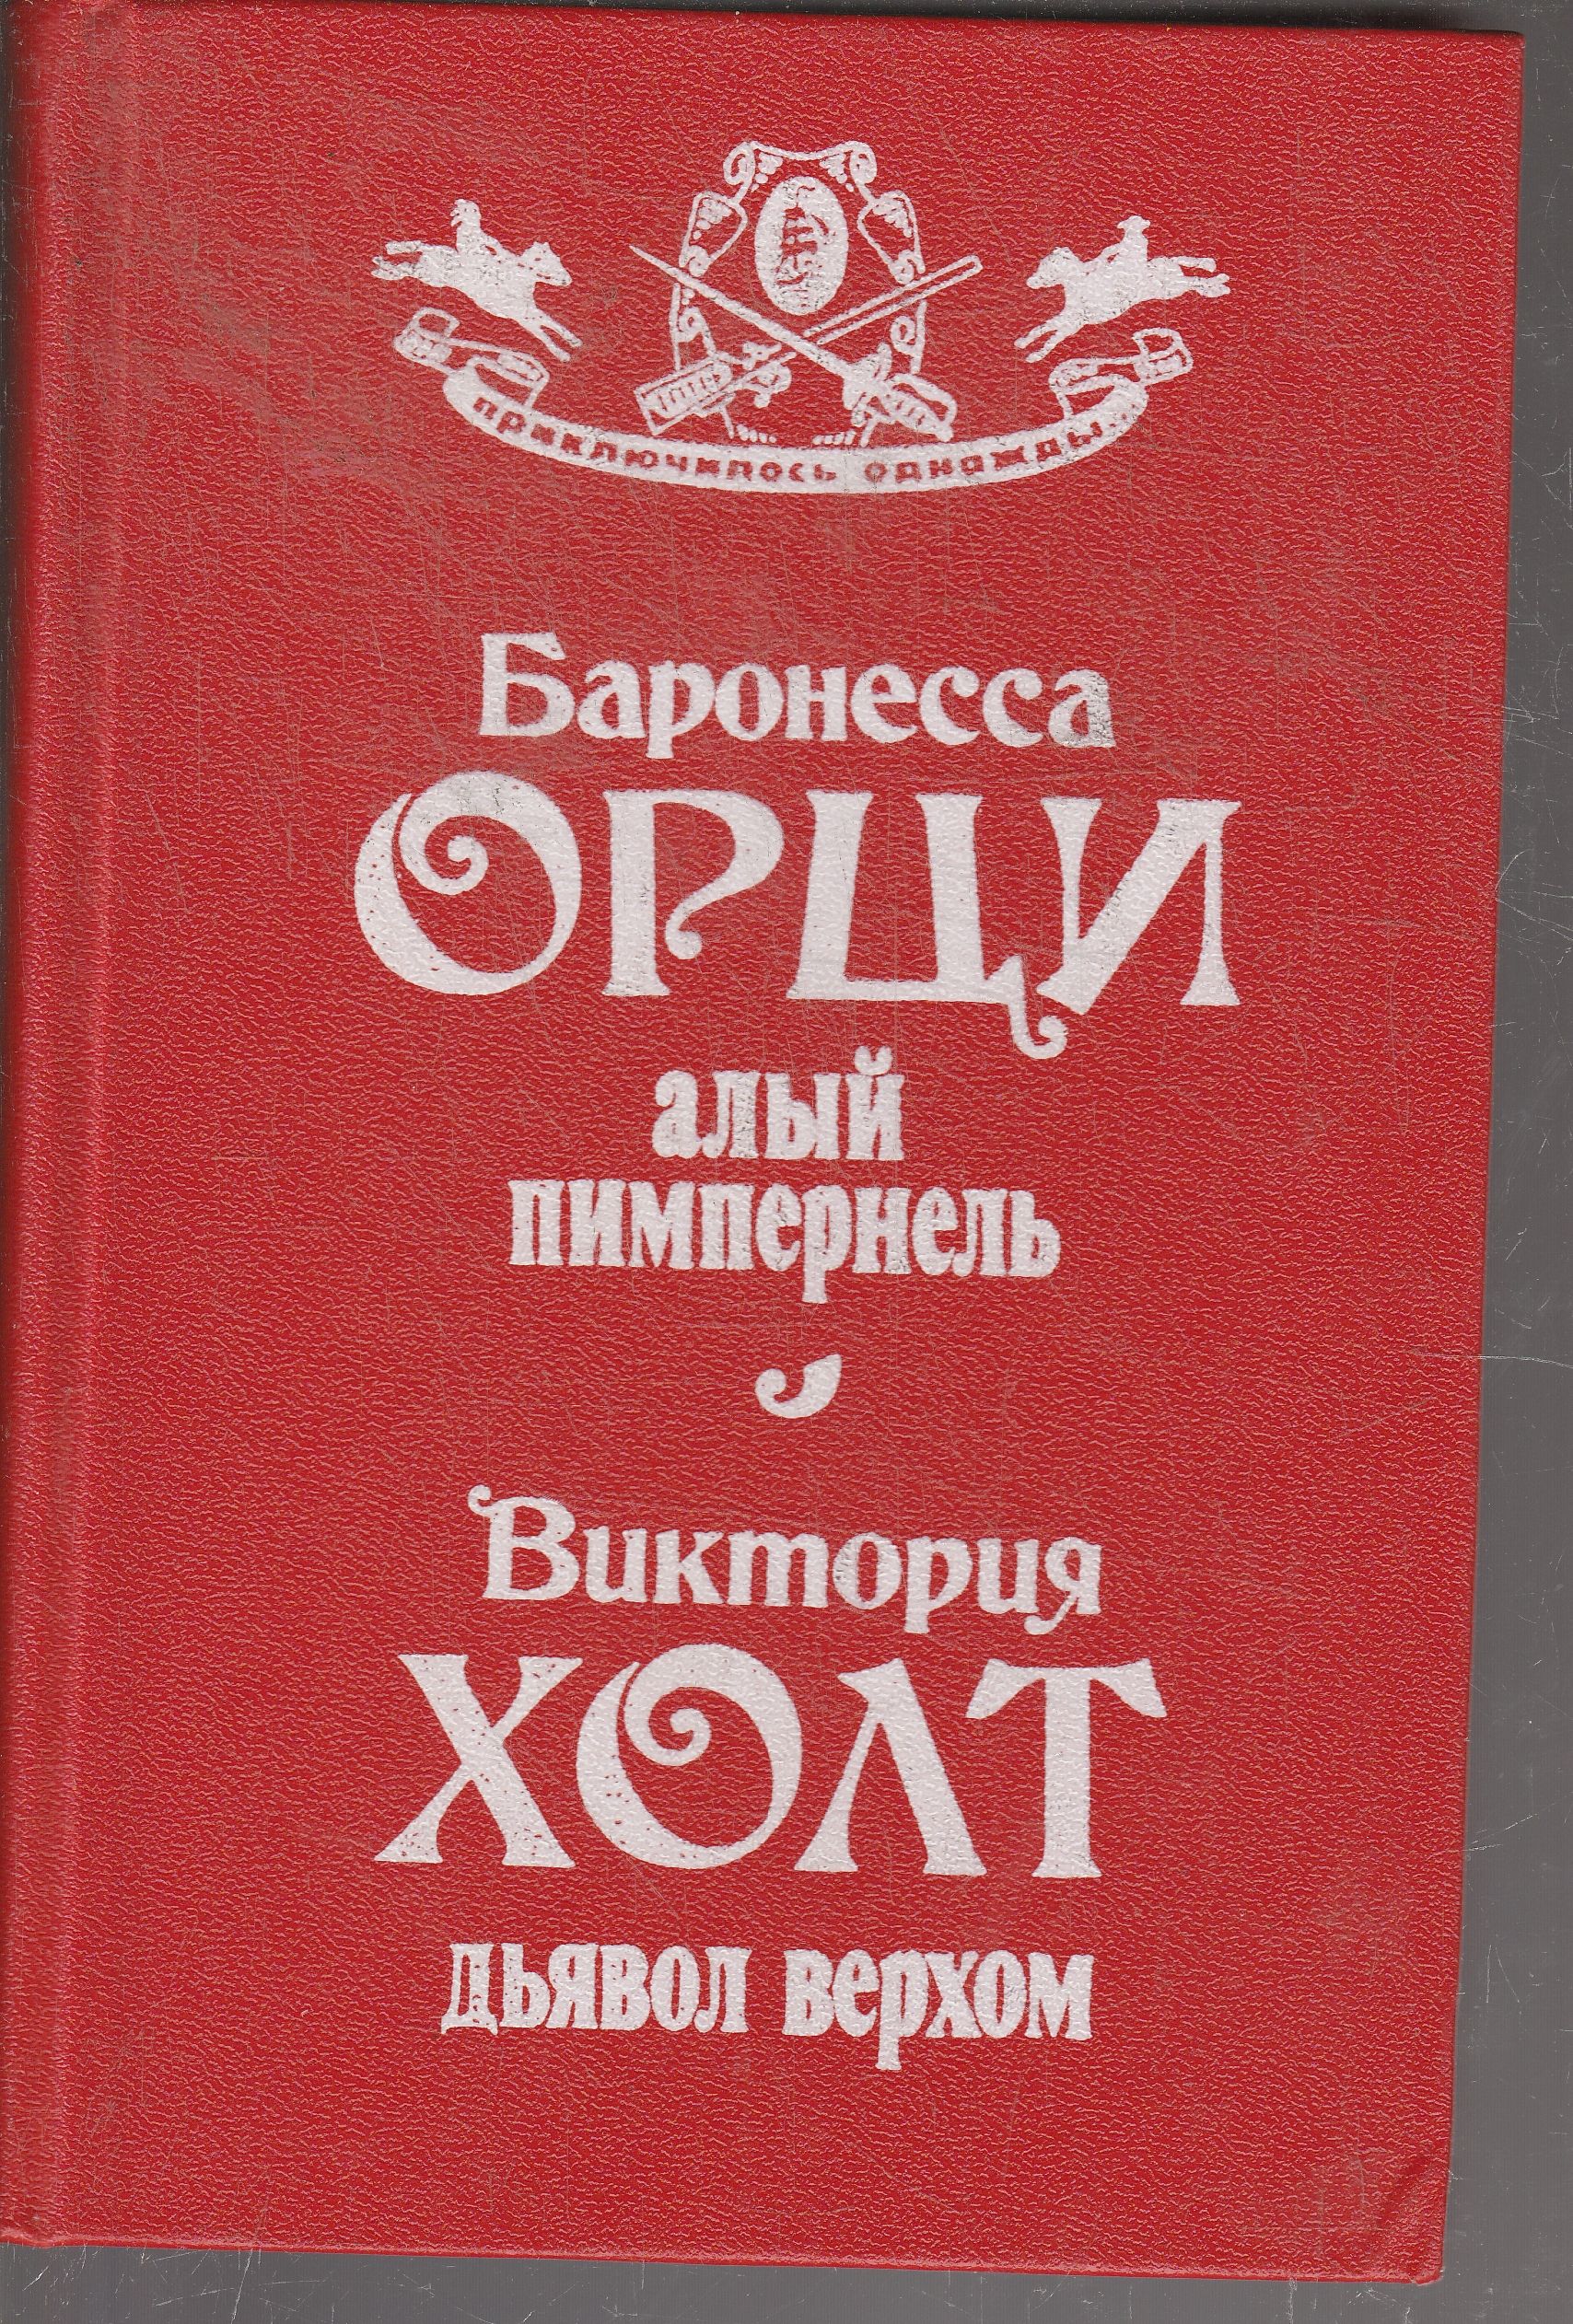 приключилось однажды...
Баронесса
ОРЦИ
алый
пимпернель
Виктория
ХОЛТ
дьявол верхом